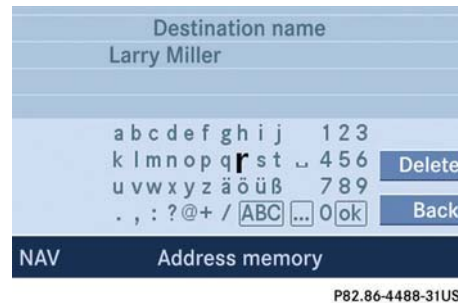 Destination name
Larry Miller
a b c d e f g h i j 1 2 3
k l m n o p q r s t ␣ 4 5 6 Delete
u v w x y z ä ö ü ß 7 8 9
. , : ? @ + / ABC ... 0 ok Back
NAV Address memory
P82.86-4488-31US